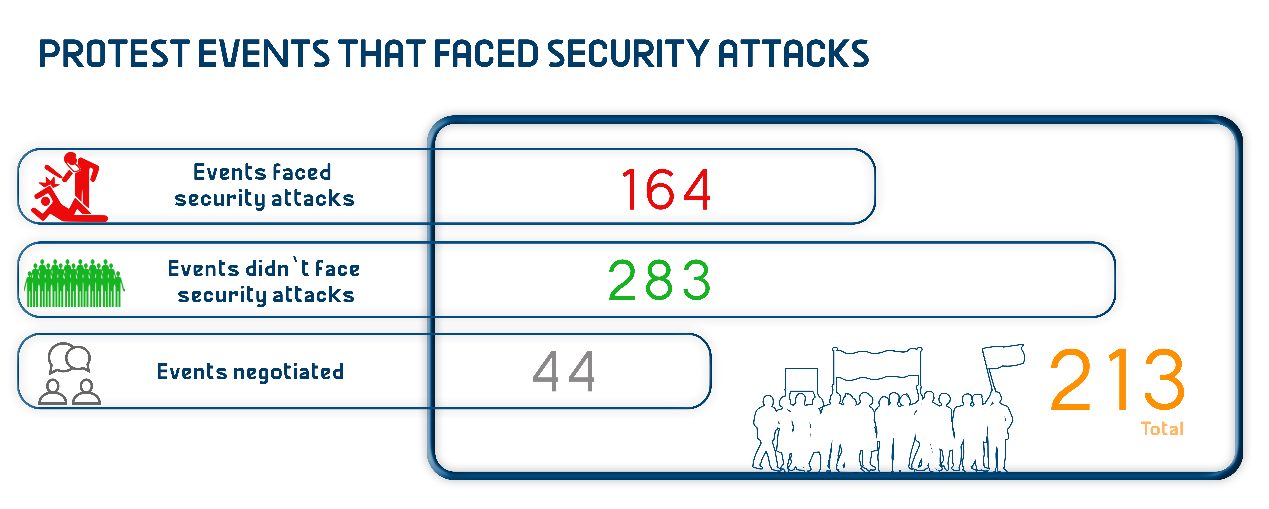 PROTEST EVENTS THAT FACED SECURITY ATTACKS
Events faced
security attacks
164
Events didn`t face
security attacks
283
Events negotiated
44
213
Total